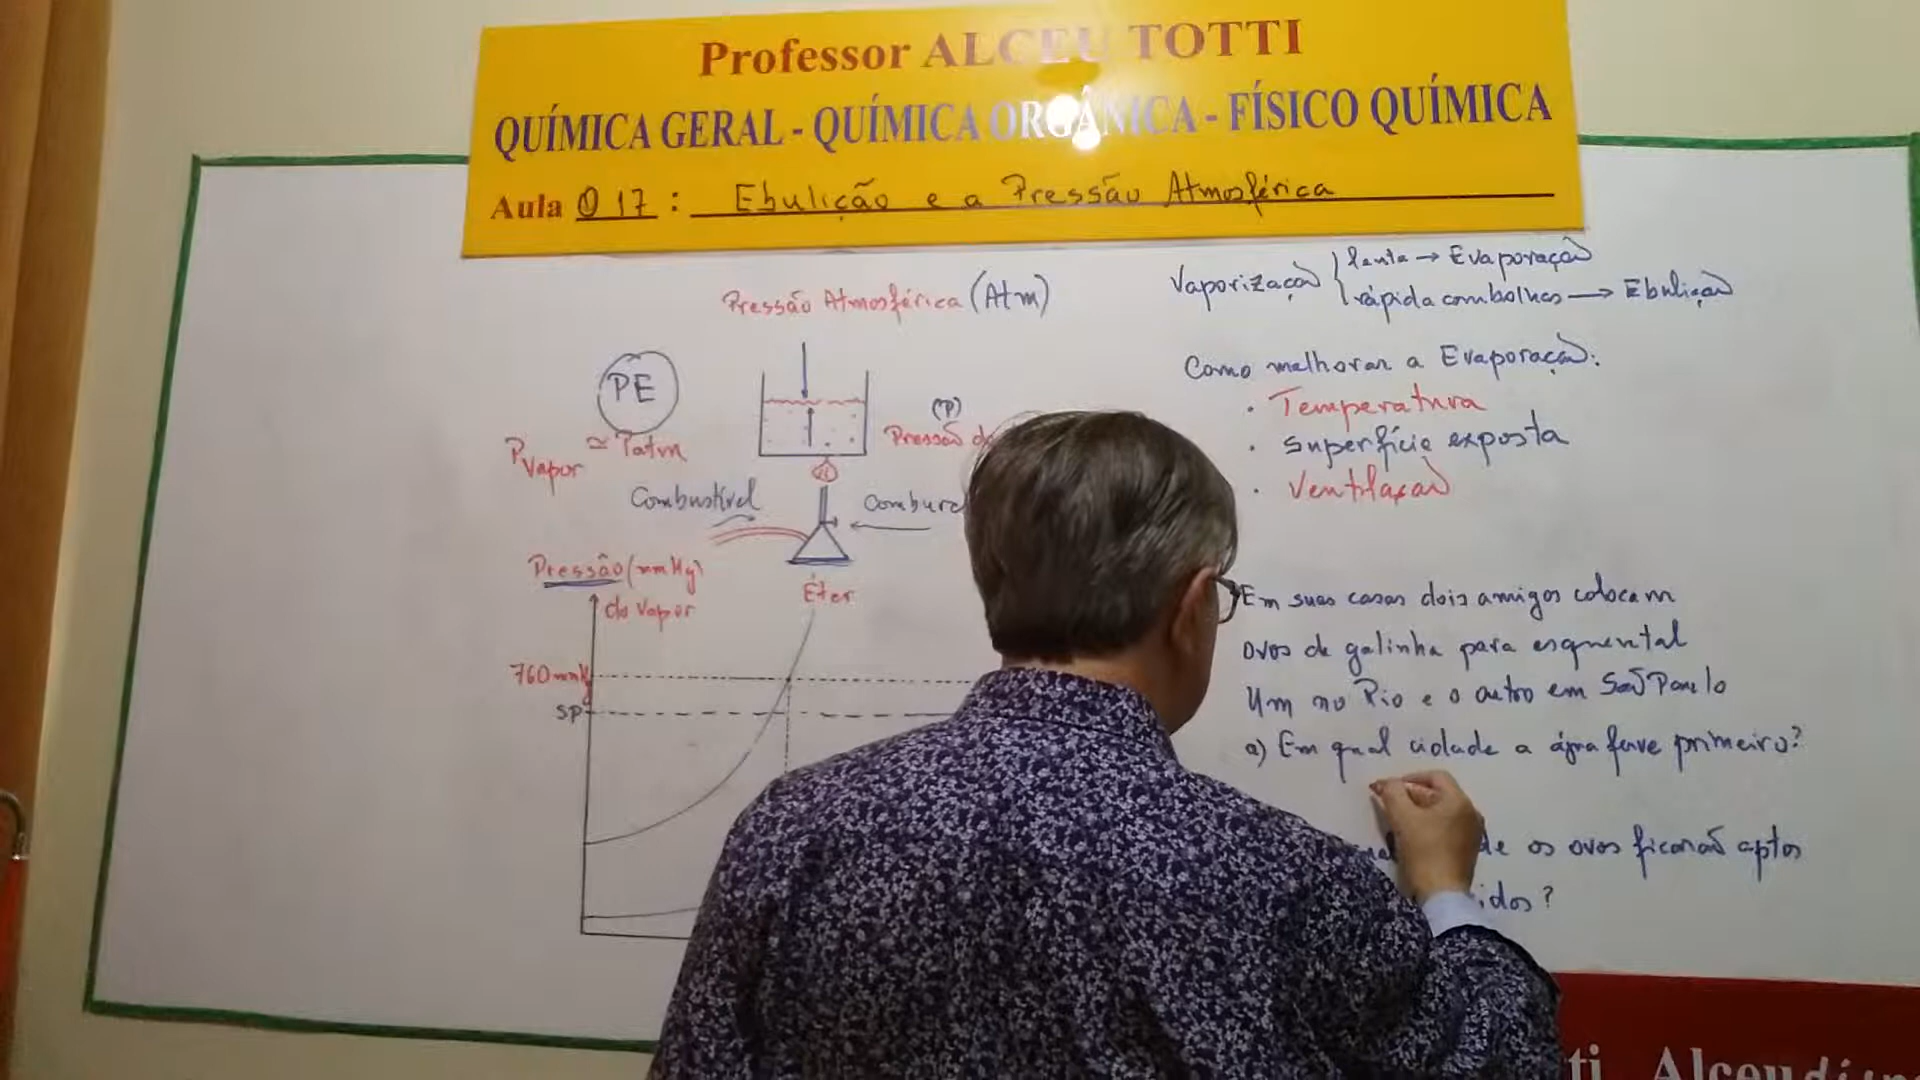 Professor ALCEU TOTTI
QUÍMICA GERAL - QUÍMICA ORGÂNICA - FÍSICO QUÍMICA
Aula 017: Ebulição e a Pressão Atmosférica
Pressão Atmosférica (Atm)
PE
PVapor ≃ Patm
(P)
Pressão
Combustível
Pressão (mmHg)
do vapor
Éter
760 mmHg
SP
Vaporização
lenta → Evaporação
rápida com bolhas → Ebulição
Como melhorar a Evaporação:
· Temperatura
· superfície exposta
· Ventilação
Em suas casas dois amigos colocam
ovos de galinha para
Um no Rio e o outro em São Paulo
a) Em qual cidade a água ferve primeiro?
os ovos ficarão aptos
?